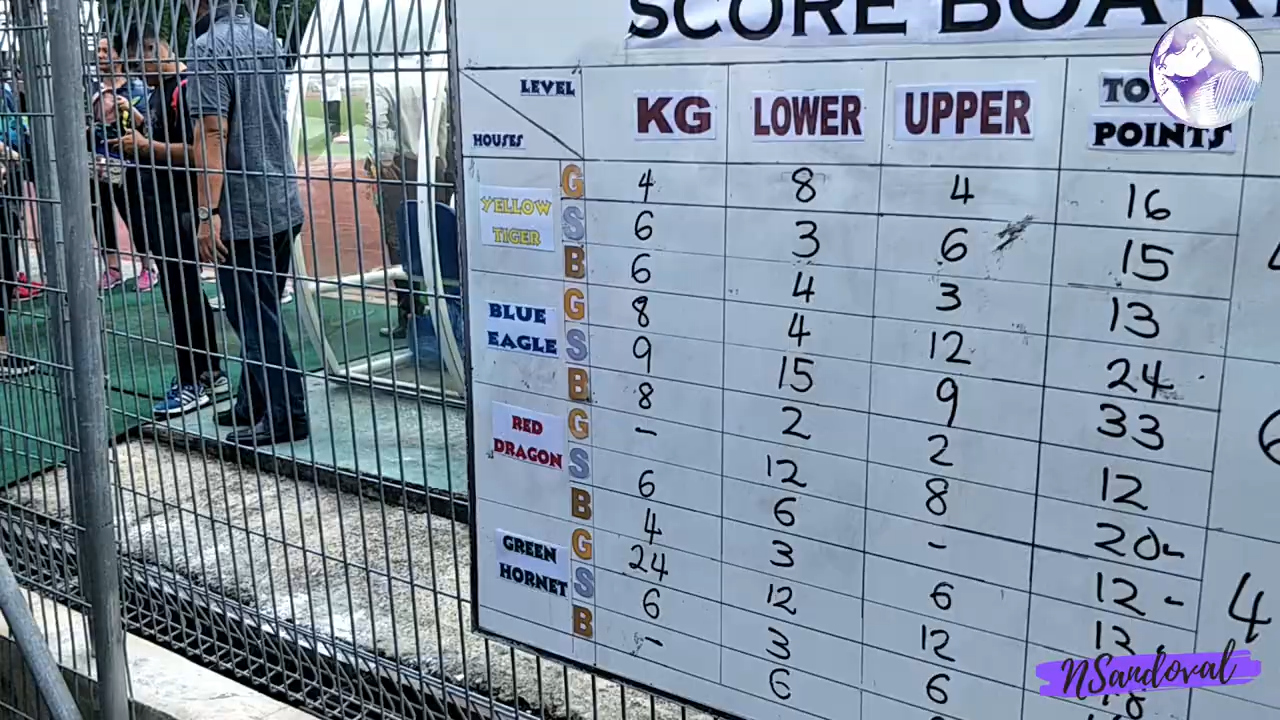 SCORE BOAR
LEVEL
HOUSES
KG LOWER UPPER POINTS
YELLOW TIGER
G 4 8 4 16
S 6 3 6 15
B 6 4 3 13
BLUE EAGLE
G 8 4 12 24
S 9 15 9 33
B 8 2 2 12
RED DRAGON
G - 12 8 20-
S 6 6 - 12-
B 4 3 6 13
GREEN HORNET
G 24 12 12
S 6 3 6
B - 6
4
NSandoval